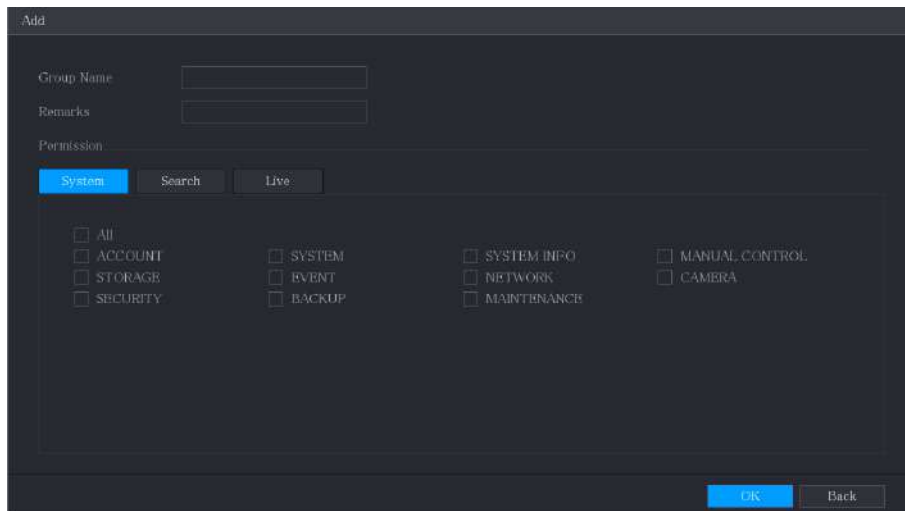 Add
Group Name
Remarks
Permission
System Search Live
All
ACCOUNT SYSTEM SYSTEM INFO MANUAL CONTROL
STORAGE EVENT NETWORK CAMERA
SECURITY BACKUP MAINTENANCE
OK Back